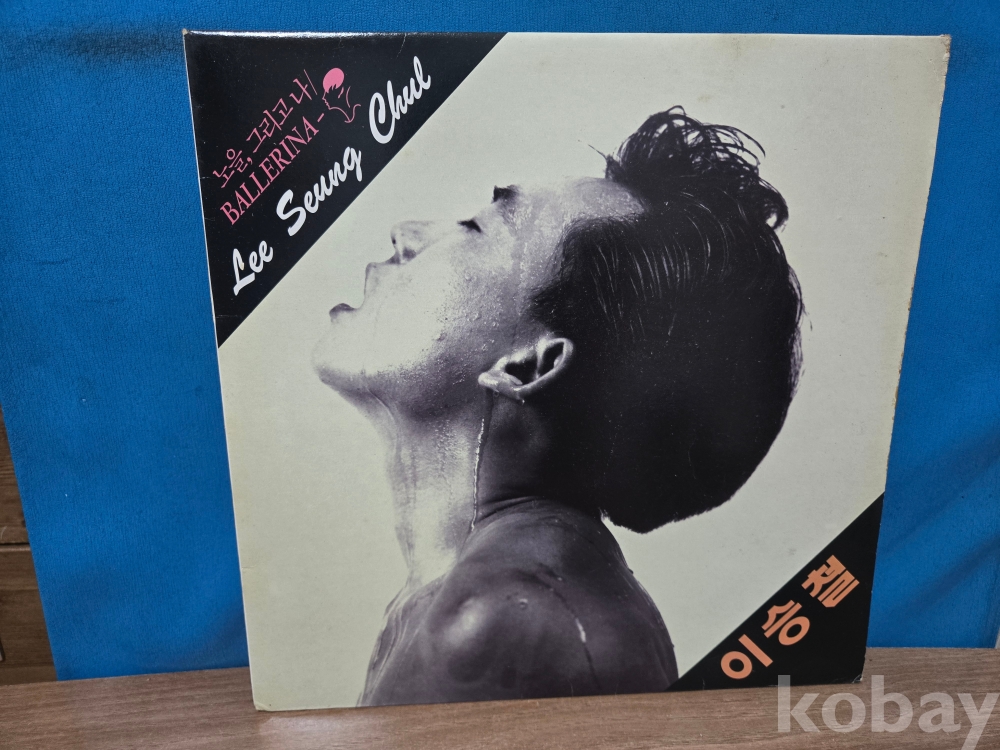 노을, 그리고 나/
BALLERINA-
Lee Seung Chul
이승철
kobay